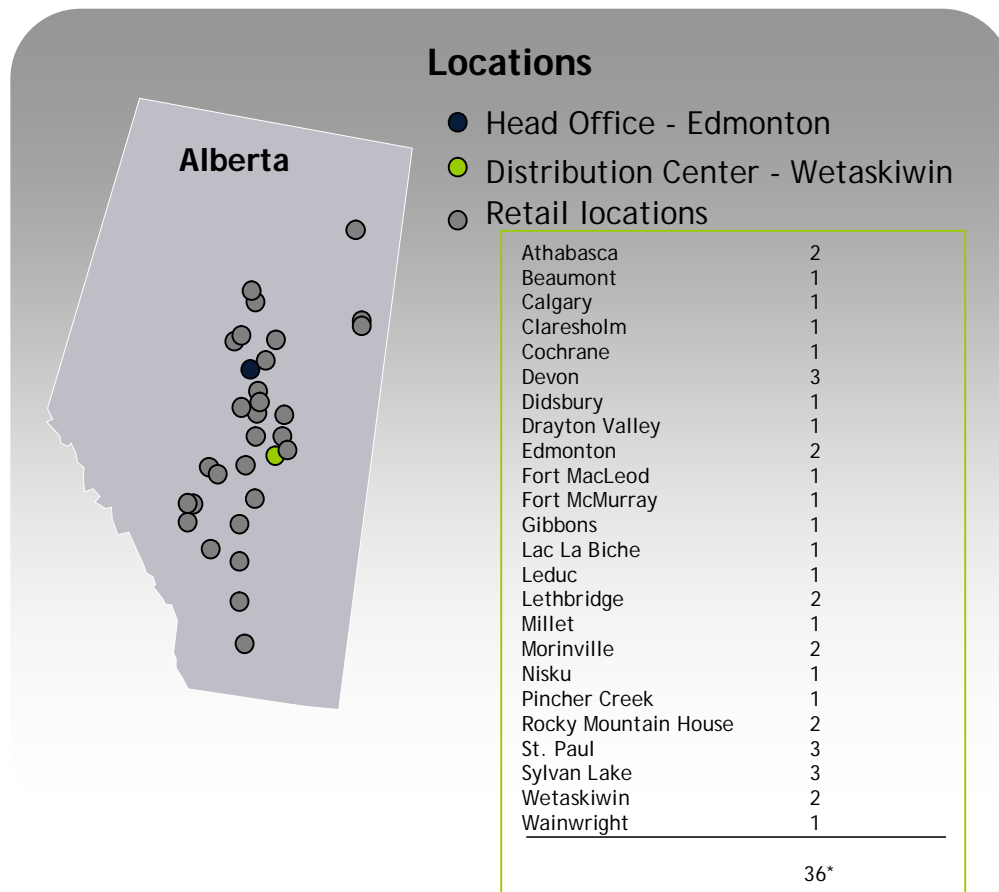 Locations
Alberta
Head Office - Edmonton
Distribution Center - Wetaskiwin
Retail locations
Athabasca 2
Beaumont 1
Calgary 1
Claresholm 1
Cochrane 1
Devon 3
Didsbury 1
Drayton Valley 1
Edmonton 2
Fort MacLeod 1
Fort McMurray 1
Gibbons 1
Lac La Biche 1
Leduc 1
Lethbridge 2
Millet 1
Morinville 2
Nisku 1
Pincher Creek 1
Rocky Mountain House 2
St. Paul 3
Sylvan Lake 3
Wetaskiwin 2
Wainwright 1
36*